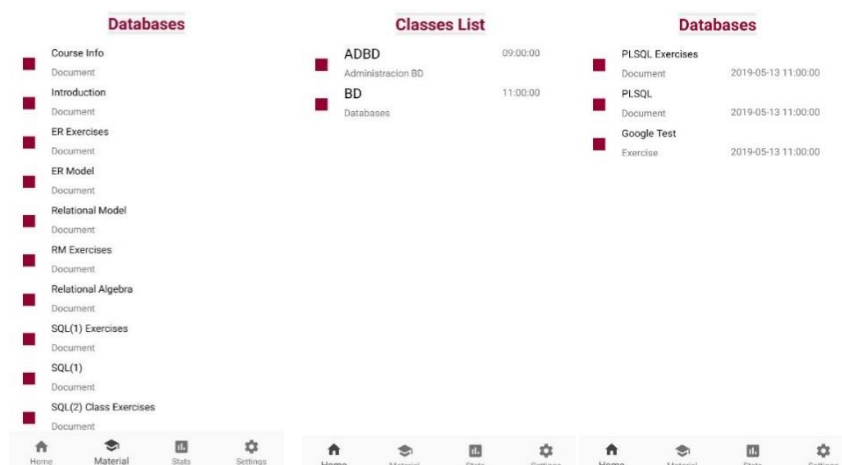 Databases
Course Info
Document
Introduction
Document
ER Exercises
Document
ER Model
Document
Relational Model
Document
RM Exercises
Document
Relational Algebra
Document
SQL(1) Exercises
Document
SQL(1)
Document
SQL(2) Class Exercises
Document
Home Material Stats Settings
Classes List
ADBD 09:00:00
Administracion BD
BD 11:00:00
Databases
Home Material Stats Settings
Databases
PLSQL Exercises
Document 2019-05-13 11:00:00
PLSQL
Document 2019-05-13 11:00:00
Google Test
Exercise 2019-05-13 11:00:00
Home Material Stats Settings